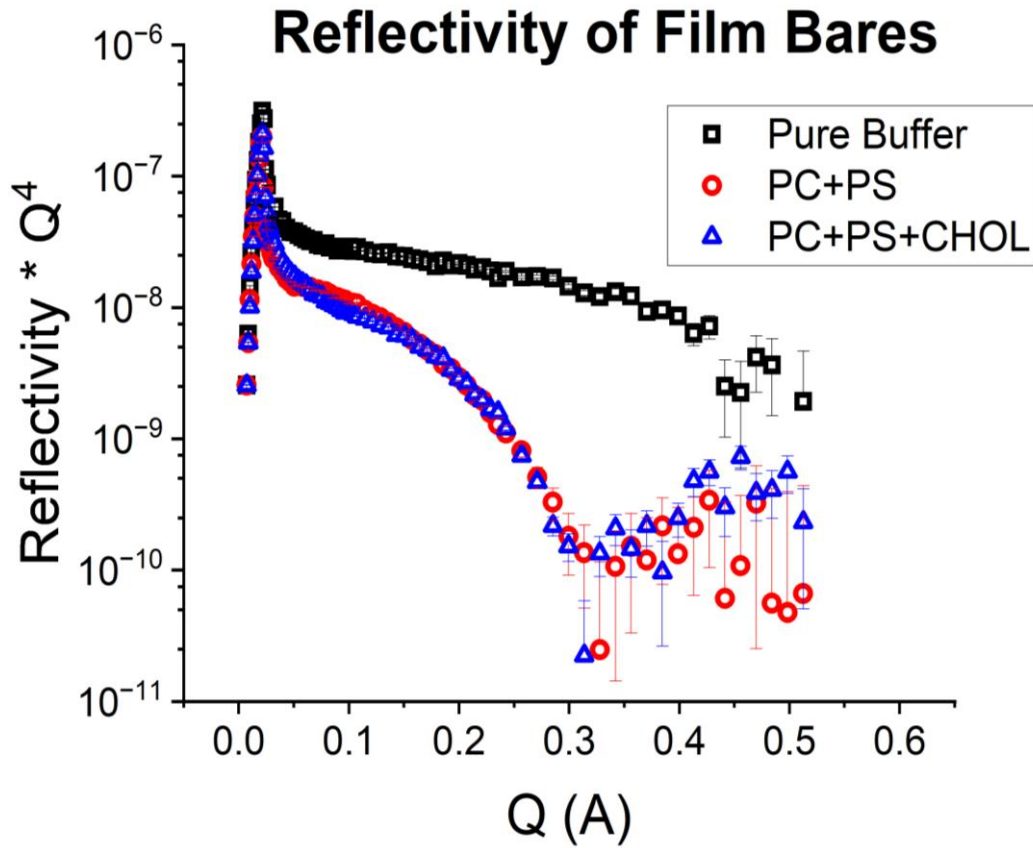 Reflectivity of Film Bares
Pure Buffer
PC+PS
PC+PS+CHOL
Reflectivity * Q⁴
10⁻⁶
10⁻⁷
10⁻⁸
10⁻⁹
10⁻¹⁰
10⁻¹¹
0.0 0.1 0.2 0.3 0.4 0.5 0.6
Q (A)